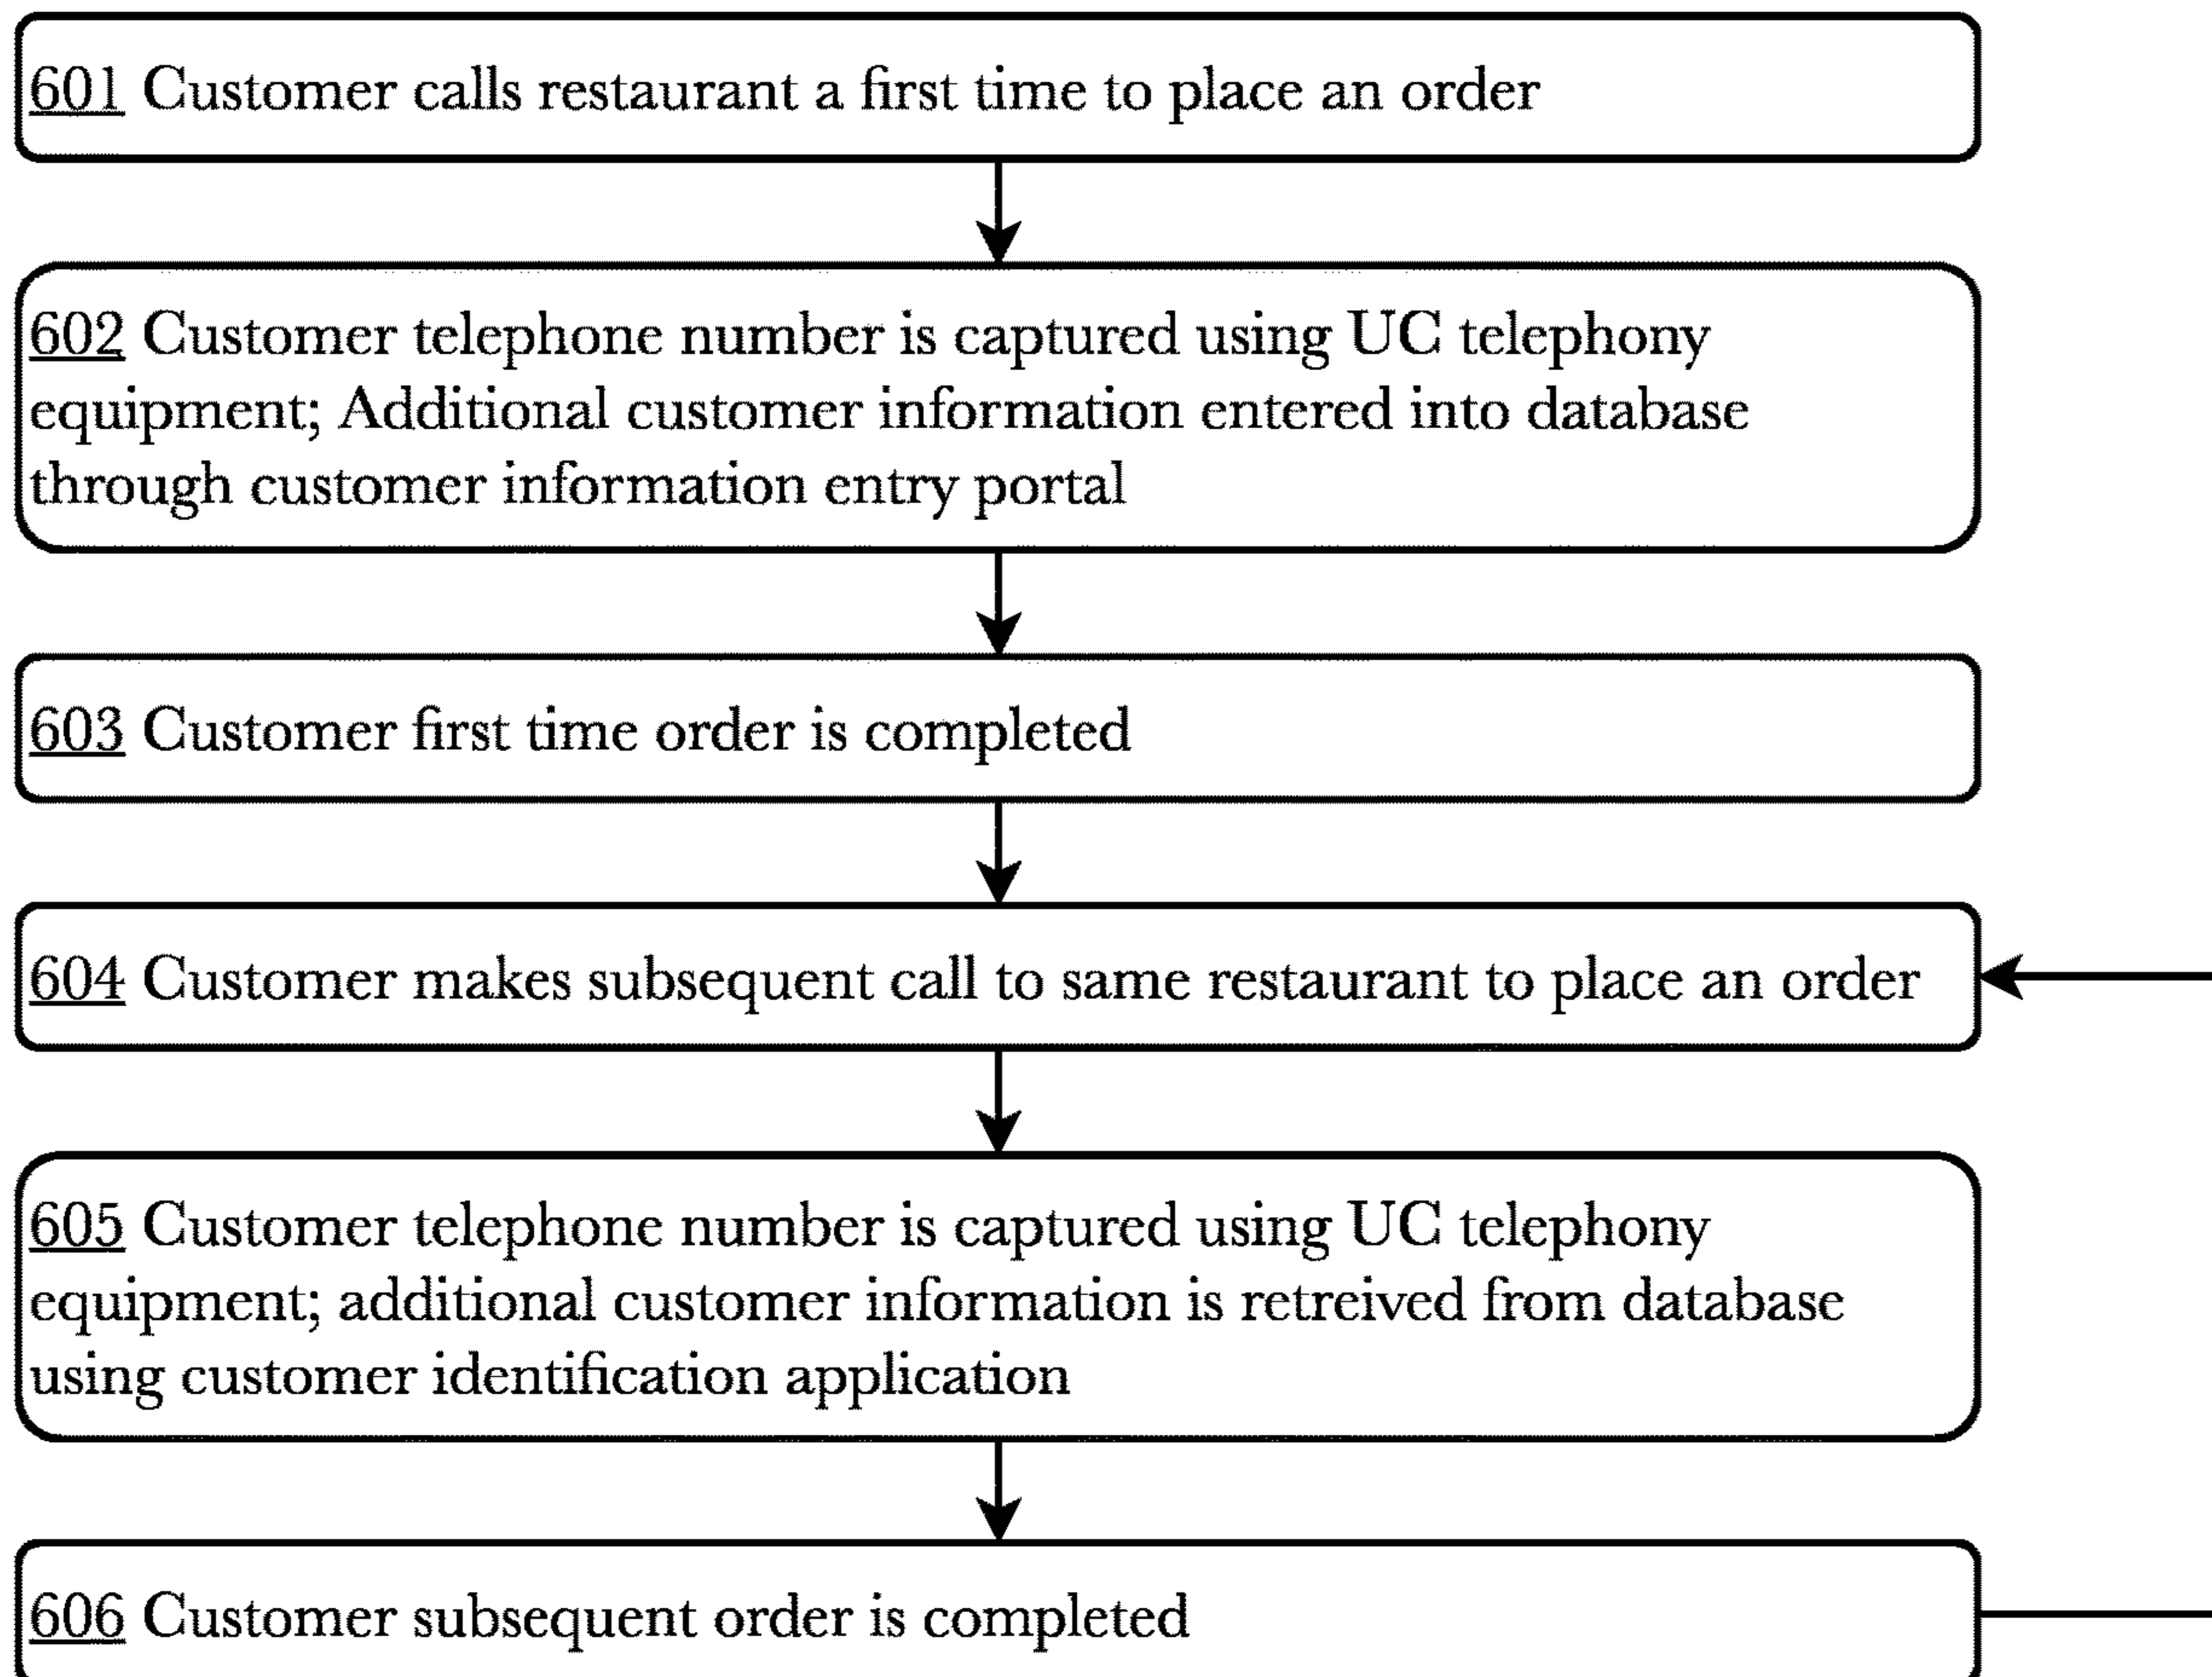 601 Customer calls restaurant a first time to place an order
602 Customer telephone number is captured using UC telephony
equipment; Additional customer information entered into database
through customer information entry portal
603 Customer first time order is completed
604 Customer makes subsequent call to same restaurant to place an order
605 Customer telephone number is captured using UC telephony
equipment; additional customer information is retreived from database
using customer identification application
606 Customer subsequent order is completed